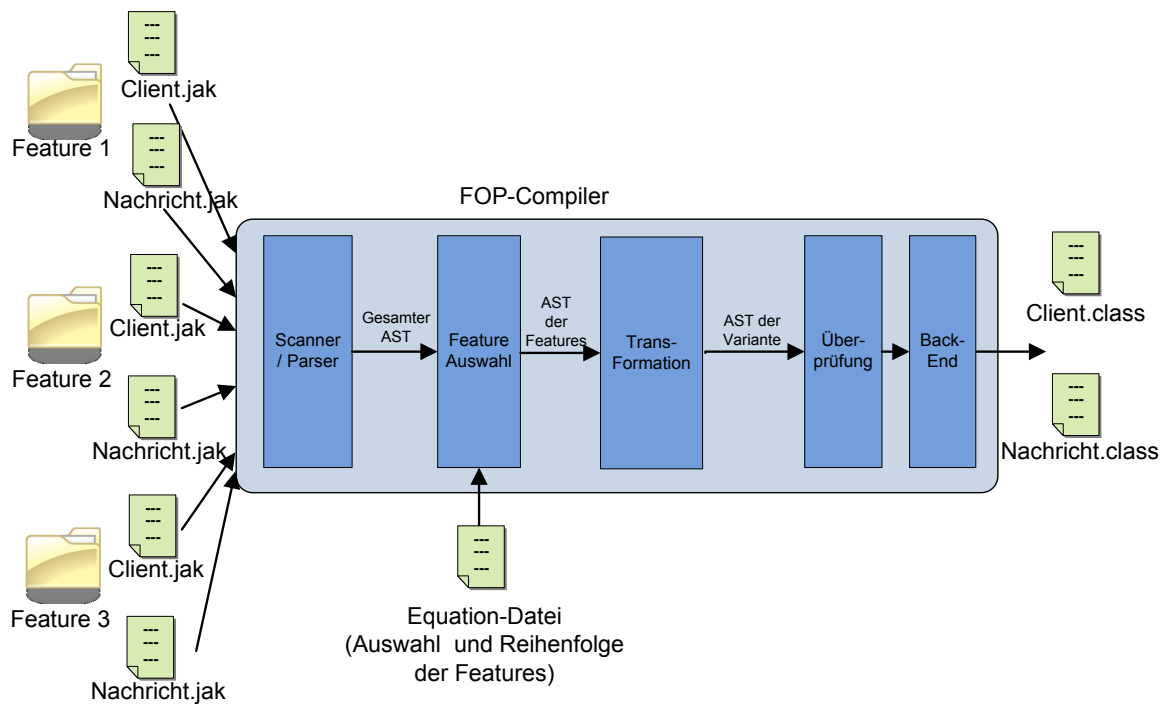 Client.jak
Feature 1
Nachricht.jak
FOP-Compiler
Client.jak
Feature 2
Nachricht.jak
Client.jak
Feature 3
Nachricht.jak
Scanner
/ Parser
Gesamter
AST
Feature
Auswahl
AST
der
Features
Trans-
Formation
AST der
Variante
Über-
prüfung
Back-
End
Client.class
Nachricht.class
Equation-Datei
(Auswahl und Reihenfolge
der Features)